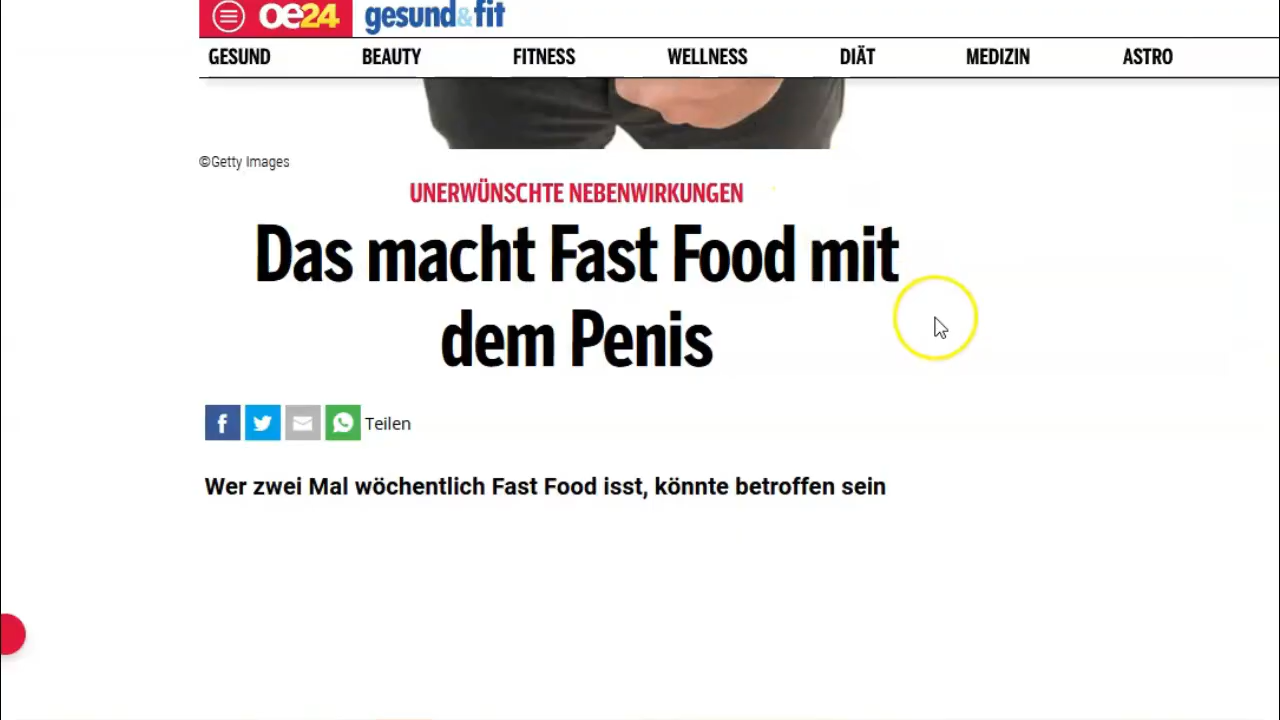 oe24 gesund&fit
GESUND BEAUTY FITNESS WELLNESS DIÄT MEDIZIN ASTRO
©Getty Images
UNERWÜNSCHTE NEBENWIRKUNGEN
Das macht Fast Food mit
dem Penis
f Teilen
Wer zwei Mal wöchentlich Fast Food isst, könnte betroffen sein